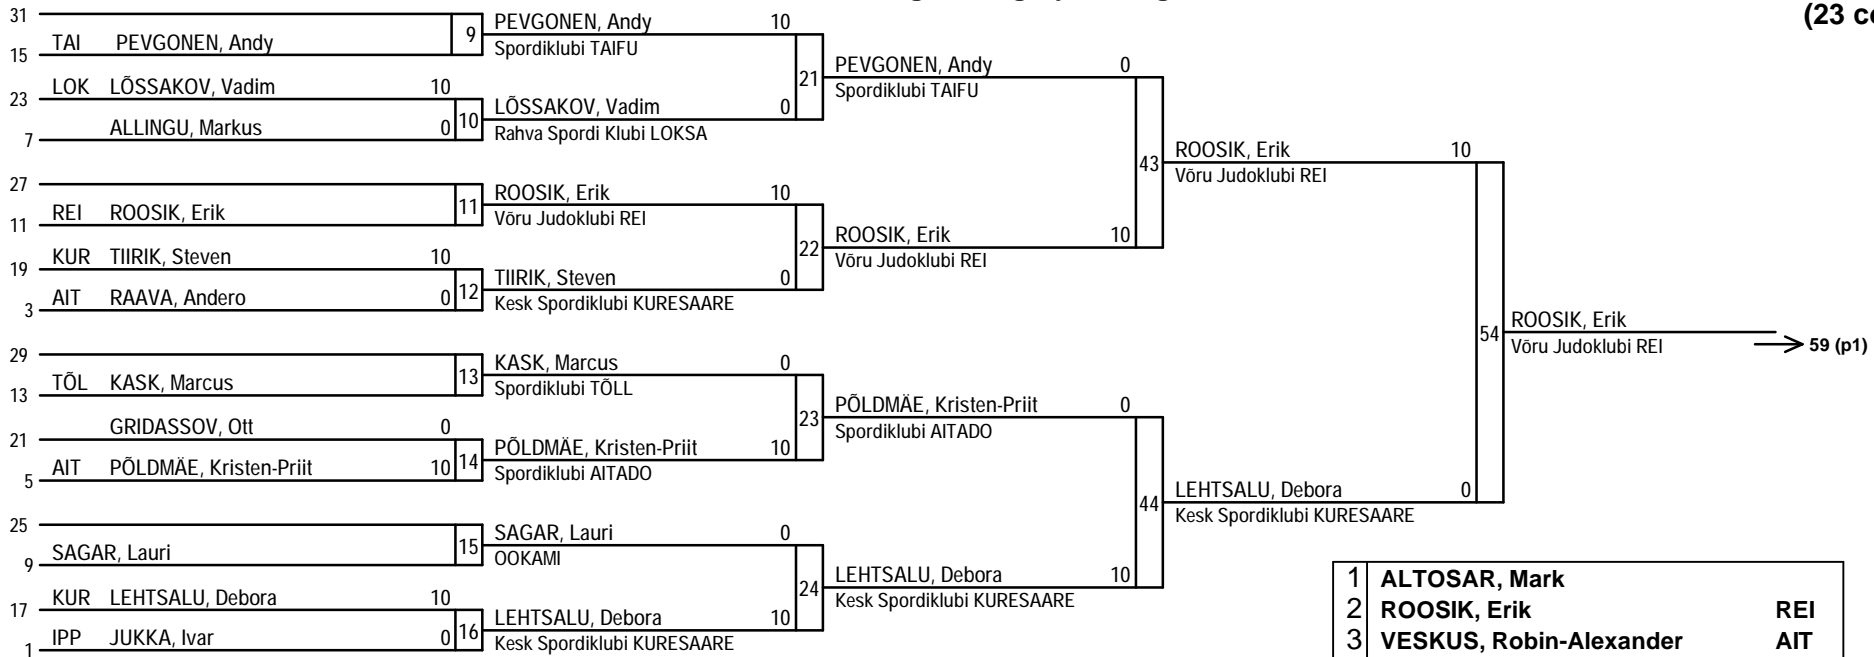 (23 c
31
TAI PEVGONEN, Andy
15
9
LOK LÕSSAKOV, Vadim 10
23
ALLINGU, Markus 0
7
10
27
REI ROOSIK, Erik
11
11
KUR TIIRIK, Steven 10
19
AIT RAAVA, Andero 0
3
12
29
TÕL KASK, Marcus
13
13
GRIDASSOV, Ott 0
21
AIT PÕLDMÄE, Kristen-Priit 10
5
14
25
SAGAR, Lauri
9
15
KUR LEHTSALU, Debora 10
17
IPP JUKKA, Ivar 0
1
16
PEVGONEN, Andy 10
Spordiklubi TAIFU
21
LÕSSAKOV, Vadim 0
Rahva Spordi Klubi LOKSA
ROOSIK, Erik 10
Võru Judoklubi REI
22
TIIRIK, Steven 0
Kesk Spordiklubi KURESAARE
KASK, Marcus 0
Spordiklubi TÕLL
23
PÕLDMÄE, Kristen-Priit 10
Spordiklubi AITADO
SAGAR, Lauri 0
OOKAMI
24
LEHTSALU, Debora 10
Kesk Spordiklubi KURESAARE
PEVGONEN, Andy 0
Spordiklubi TAIFU
43
ROOSIK, Erik 10
Võru Judoklubi REI
PÕLDMÄE, Kristen-Priit 0
Spordiklubi AITADO
44
LEHTSALU, Debora 10
Kesk Spordiklubi KURESAARE
ROOSIK, Erik 10
Võru Judoklubi REI
54
LEHTSALU, Debora 0
Kesk Spordiklubi KURESAARE
ROOSIK, Erik
Võru Judoklubi REI
59 (p1)
1 ALTOSAR, Mark
2 ROOSIK, Erik REI
3 VESKUS, Robin-Alexander AIT